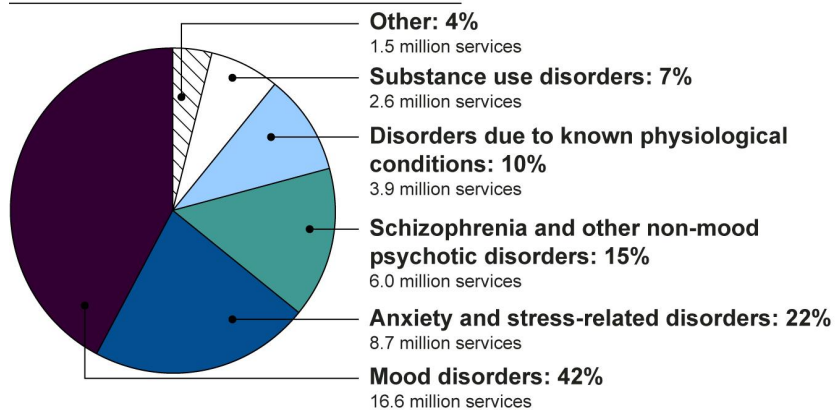 Other: 4%
1.5 million services
Substance use disorders: 7%
2.6 million services
Disorders due to known physiological
conditions: 10%
3.9 million services
Schizophrenia and other non-mood
psychotic disorders: 15%
6.0 million services
Anxiety and stress-related disorders: 22%
8.7 million services
Mood disorders: 42%
16.6 million services